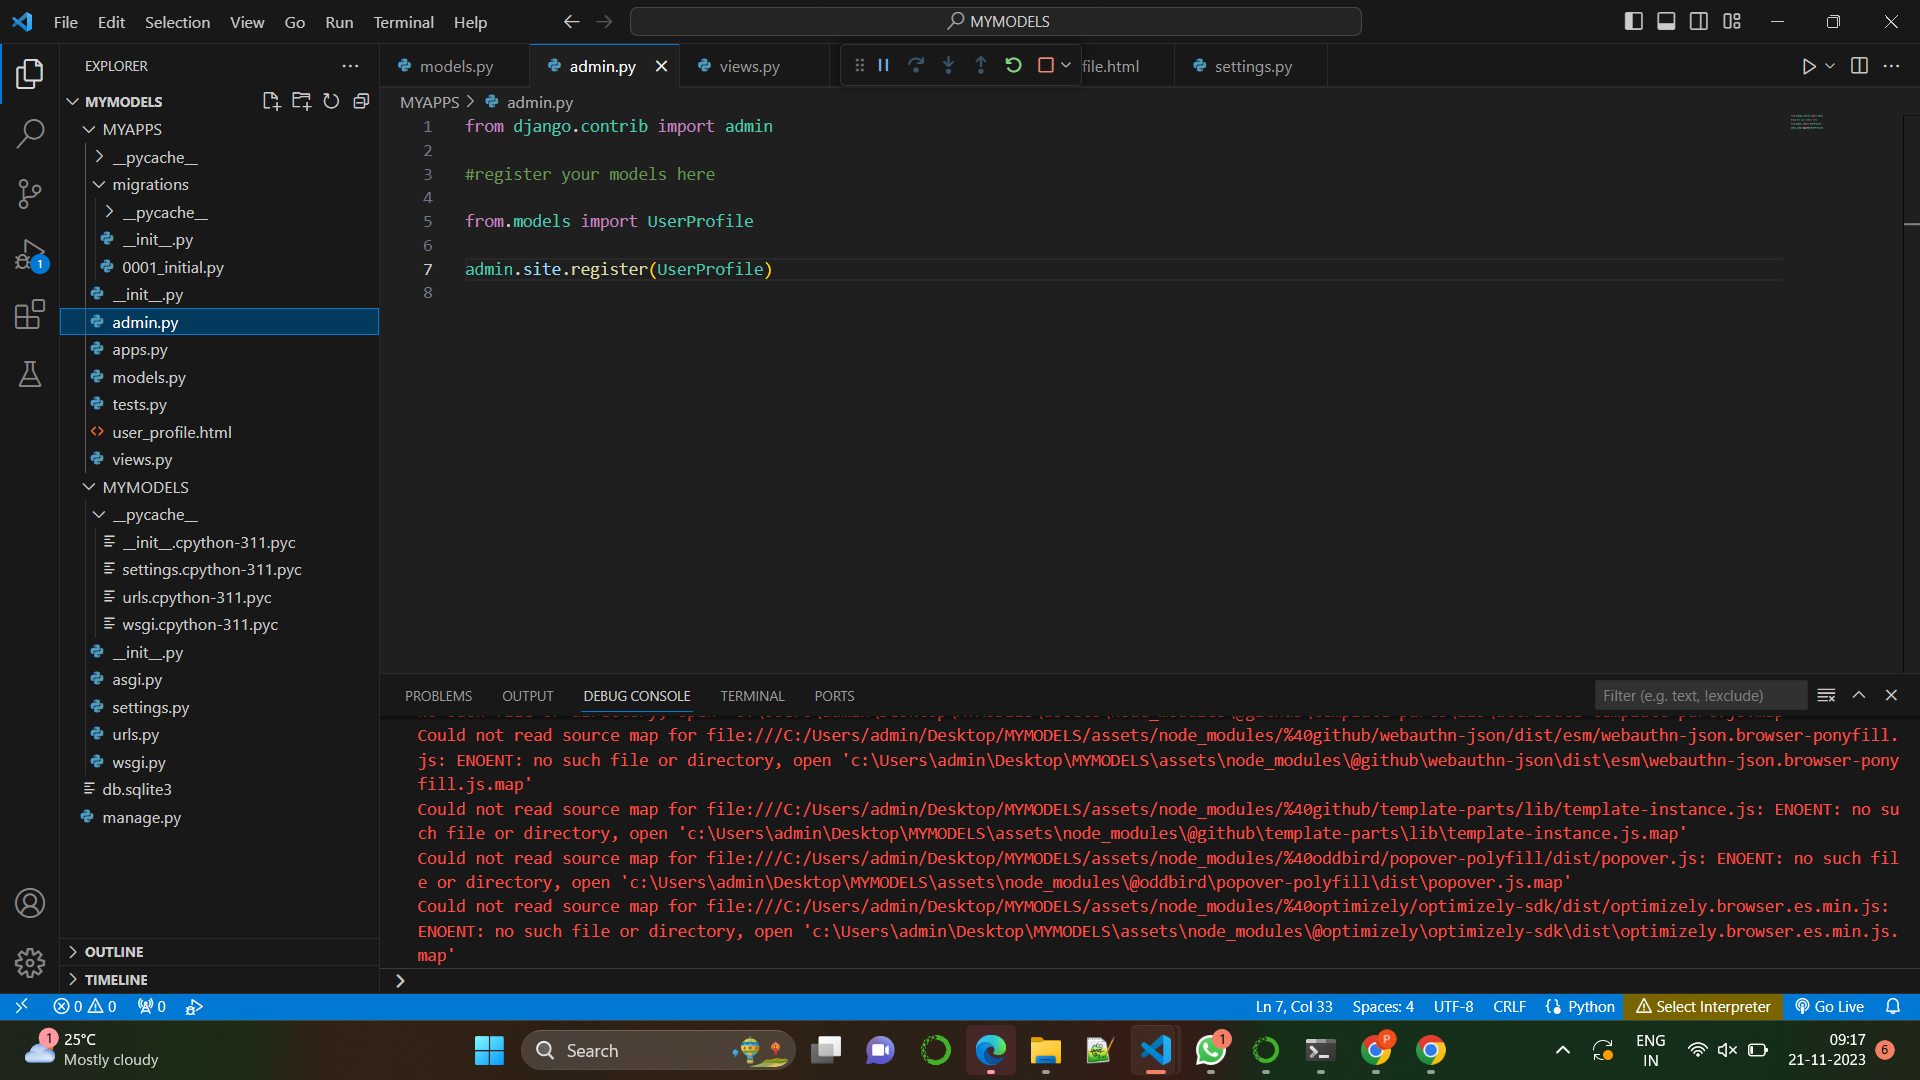 File Edit Selection View Go Run Terminal Help
MYMODELS
EXPLORER
models.py
admin.py
views.py
file.html
settings.py
MYMODELS
MYAPPS
__pycache__
migrations
__pycache__
__init__.py
0001_initial.py
__init__.py
admin.py
apps.py
models.py
tests.py
user_profile.html
views.py
MYMODELS
__pycache__
__init__.cpython-311.pyc
settings.cpython-311.pyc
urls.cpython-311.pyc
wsgi.cpython-311.pyc
__init__.py
asgi.py
settings.py
urls.py
wsgi.py
db.sqlite3
manage.py
OUTLINE
TIMELINE
1
MYAPPS > admin.py
1 from django.contrib import admin
2
3 #register your models here
4
5 from.models import UserProfile
6
7 admin.site.register(UserProfile)
8
PROBLEMS OUTPUT DEBUG CONSOLE TERMINAL PORTS
Filter (e.g. text, !exclude)
Could not read source map for file:///C:/Users/admin/Desktop/MYMODELS/assets/node_modules/%40github/webauthn-json/dist/esm/webauthn-json.browser-ponyfill.
js: ENOENT: no such file or directory, open 'c:\Users\admin\Desktop\MYMODELS\assets\node_modules\@github\webauthn-json\dist\esm\webauthn-json.browser-pony
fill.js.map'
Could not read source map for file:///C:/Users/admin/Desktop/MYMODELS/assets/node_modules/%40github/template-parts/lib/template-instance.js: ENOENT: no su
ch file or directory, open 'c:\Users\admin\Desktop\MYMODELS\assets\node_modules\@github\template-parts\lib\template-instance.js.map'
Could not read source map for file:///C:/Users/admin/Desktop/MYMODELS/assets/node_modules/%40oddbird/popover-polyfill/dist/popover.js: ENOENT: no such fil
e or directory, open 'c:\Users\admin\Desktop\MYMODELS\assets\node_modules\@oddbird\popover-polyfill\dist\popover.js.map'
Could not read source map for file:///C:/Users/admin/Desktop/MYMODELS/assets/node_modules/%40optimizely/optimizely-sdk/dist/optimizely.browser.es.min.js:
ENOENT: no such file or directory, open 'c:\Users\admin\Desktop\MYMODELS\assets\node_modules\@optimizely\optimizely-sdk\dist\optimizely.browser.es.min.js.
map'
0 0 0
Ln 7, Col 33 Spaces: 4 UTF-8 CRLF Python Select Interpreter Go Live
1
25°C
Mostly cloudy
Search
1
P
ENG
IN
09:17
21-11-2023
6